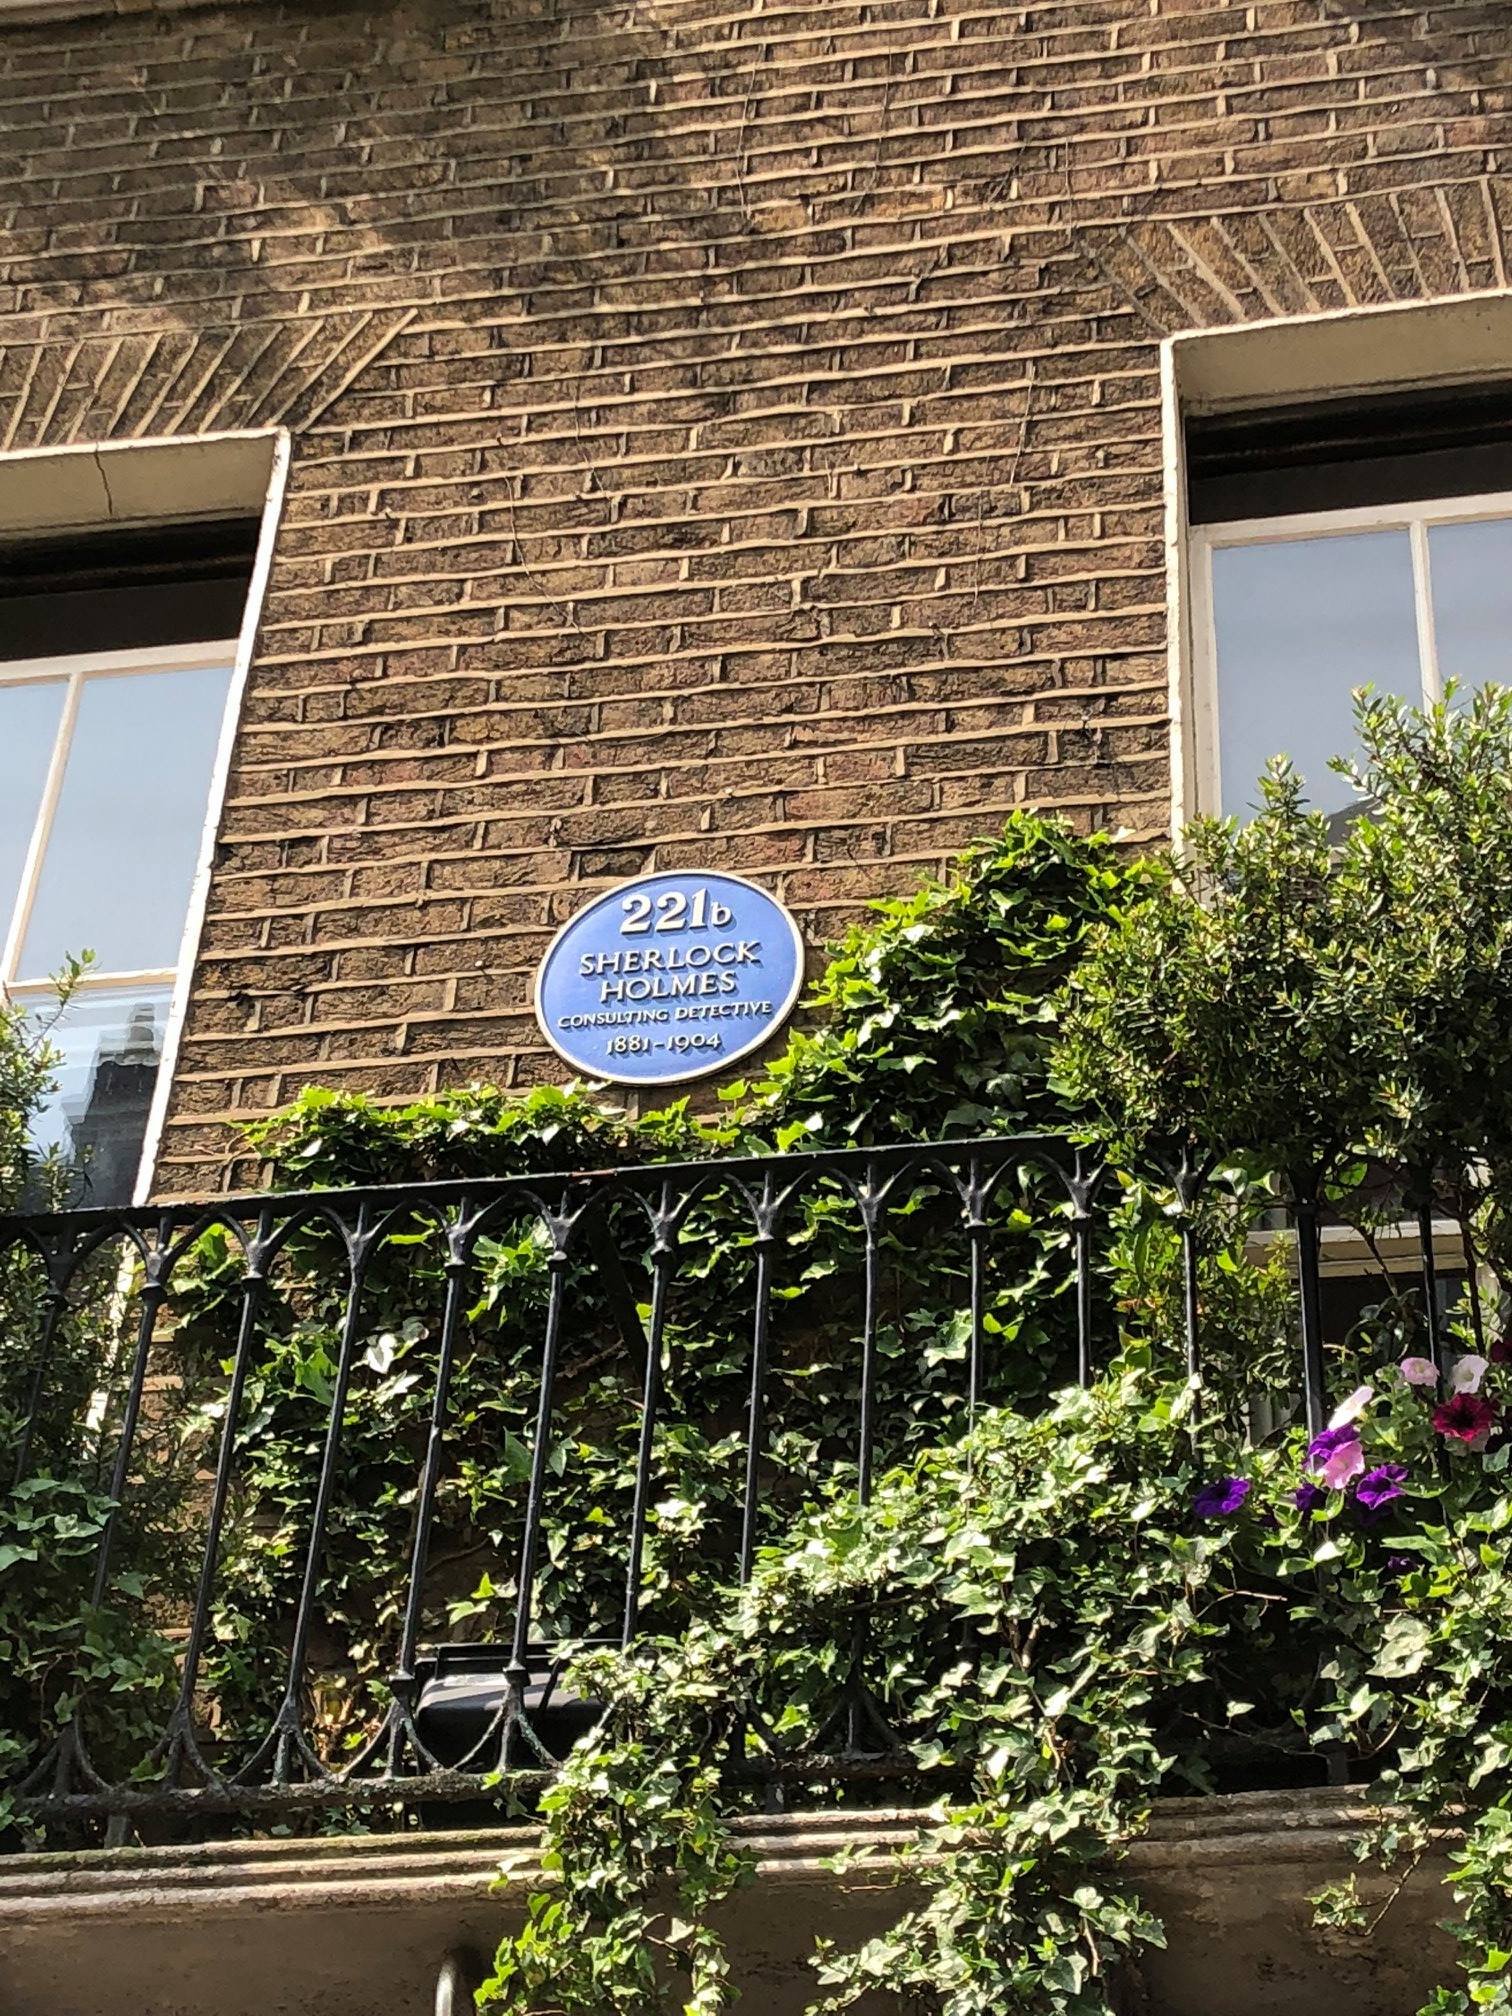 221b
SHERLOCK
HOLMES
CONSULTING DETECTIVE
1881-1904